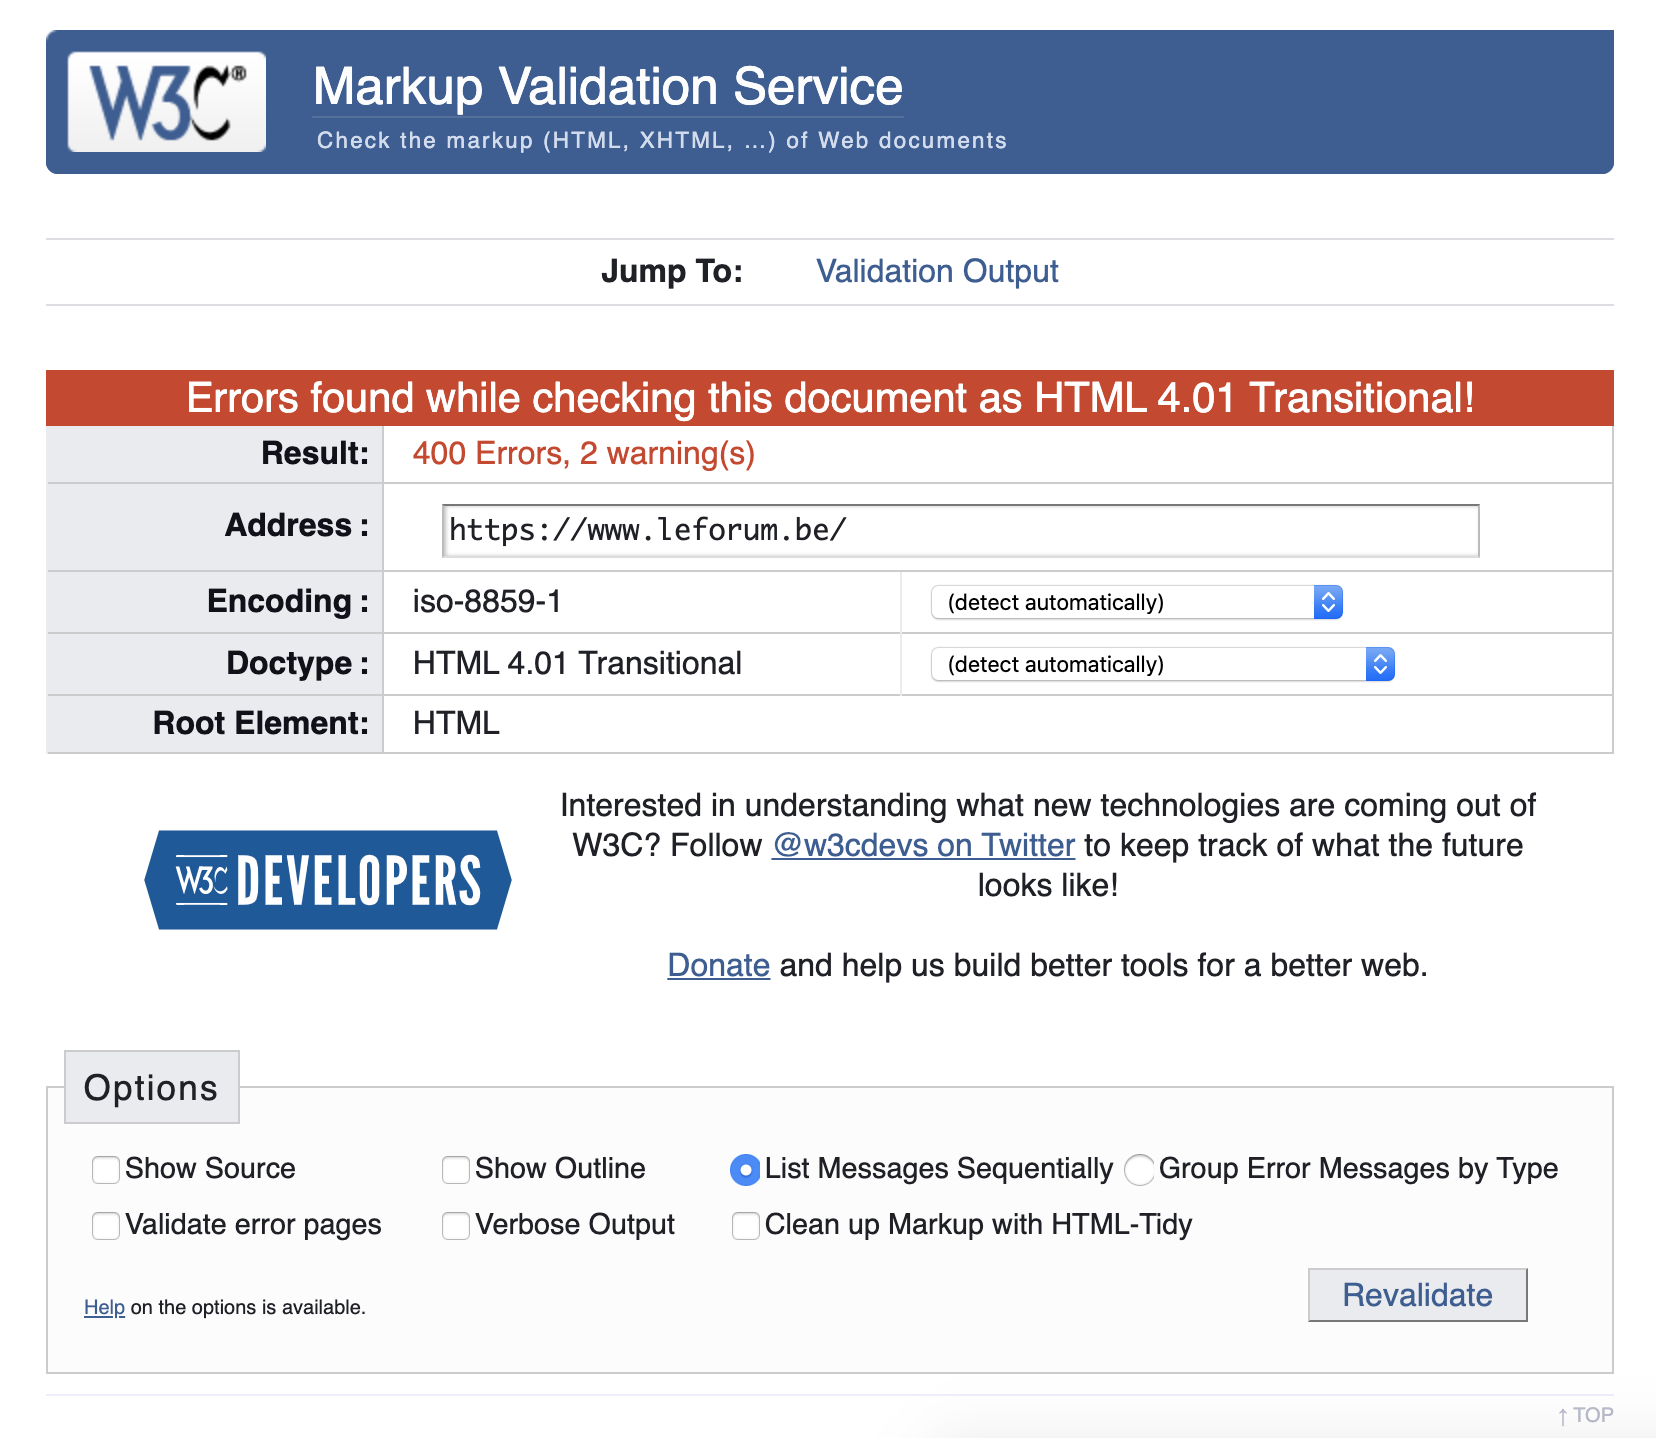 W3C®
Markup Validation Service
Check the markup (HTML, XHTML, ...) of Web documents
Jump To: Validation Output
Errors found while checking this document as HTML 4.01 Transitional!
Result: 400 Errors, 2 warning(s)
Address : https://www.leforum.be/
Encoding : iso-8859-1 (detect automatically)
Doctype : HTML 4.01 Transitional (detect automatically)
Root Element: HTML
W3C DEVELOPERS
Interested in understanding what new technologies are coming out of
W3C? Follow @w3cdevs on Twitter to keep track of what the future
looks like!
Donate and help us build better tools for a better web.
Options
Show Source Show Outline List Messages Sequentially Group Error Messages by Type
Validate error pages Verbose Output Clean up Markup with HTML-Tidy
Help on the options is available.
Revalidate
↑ TOP